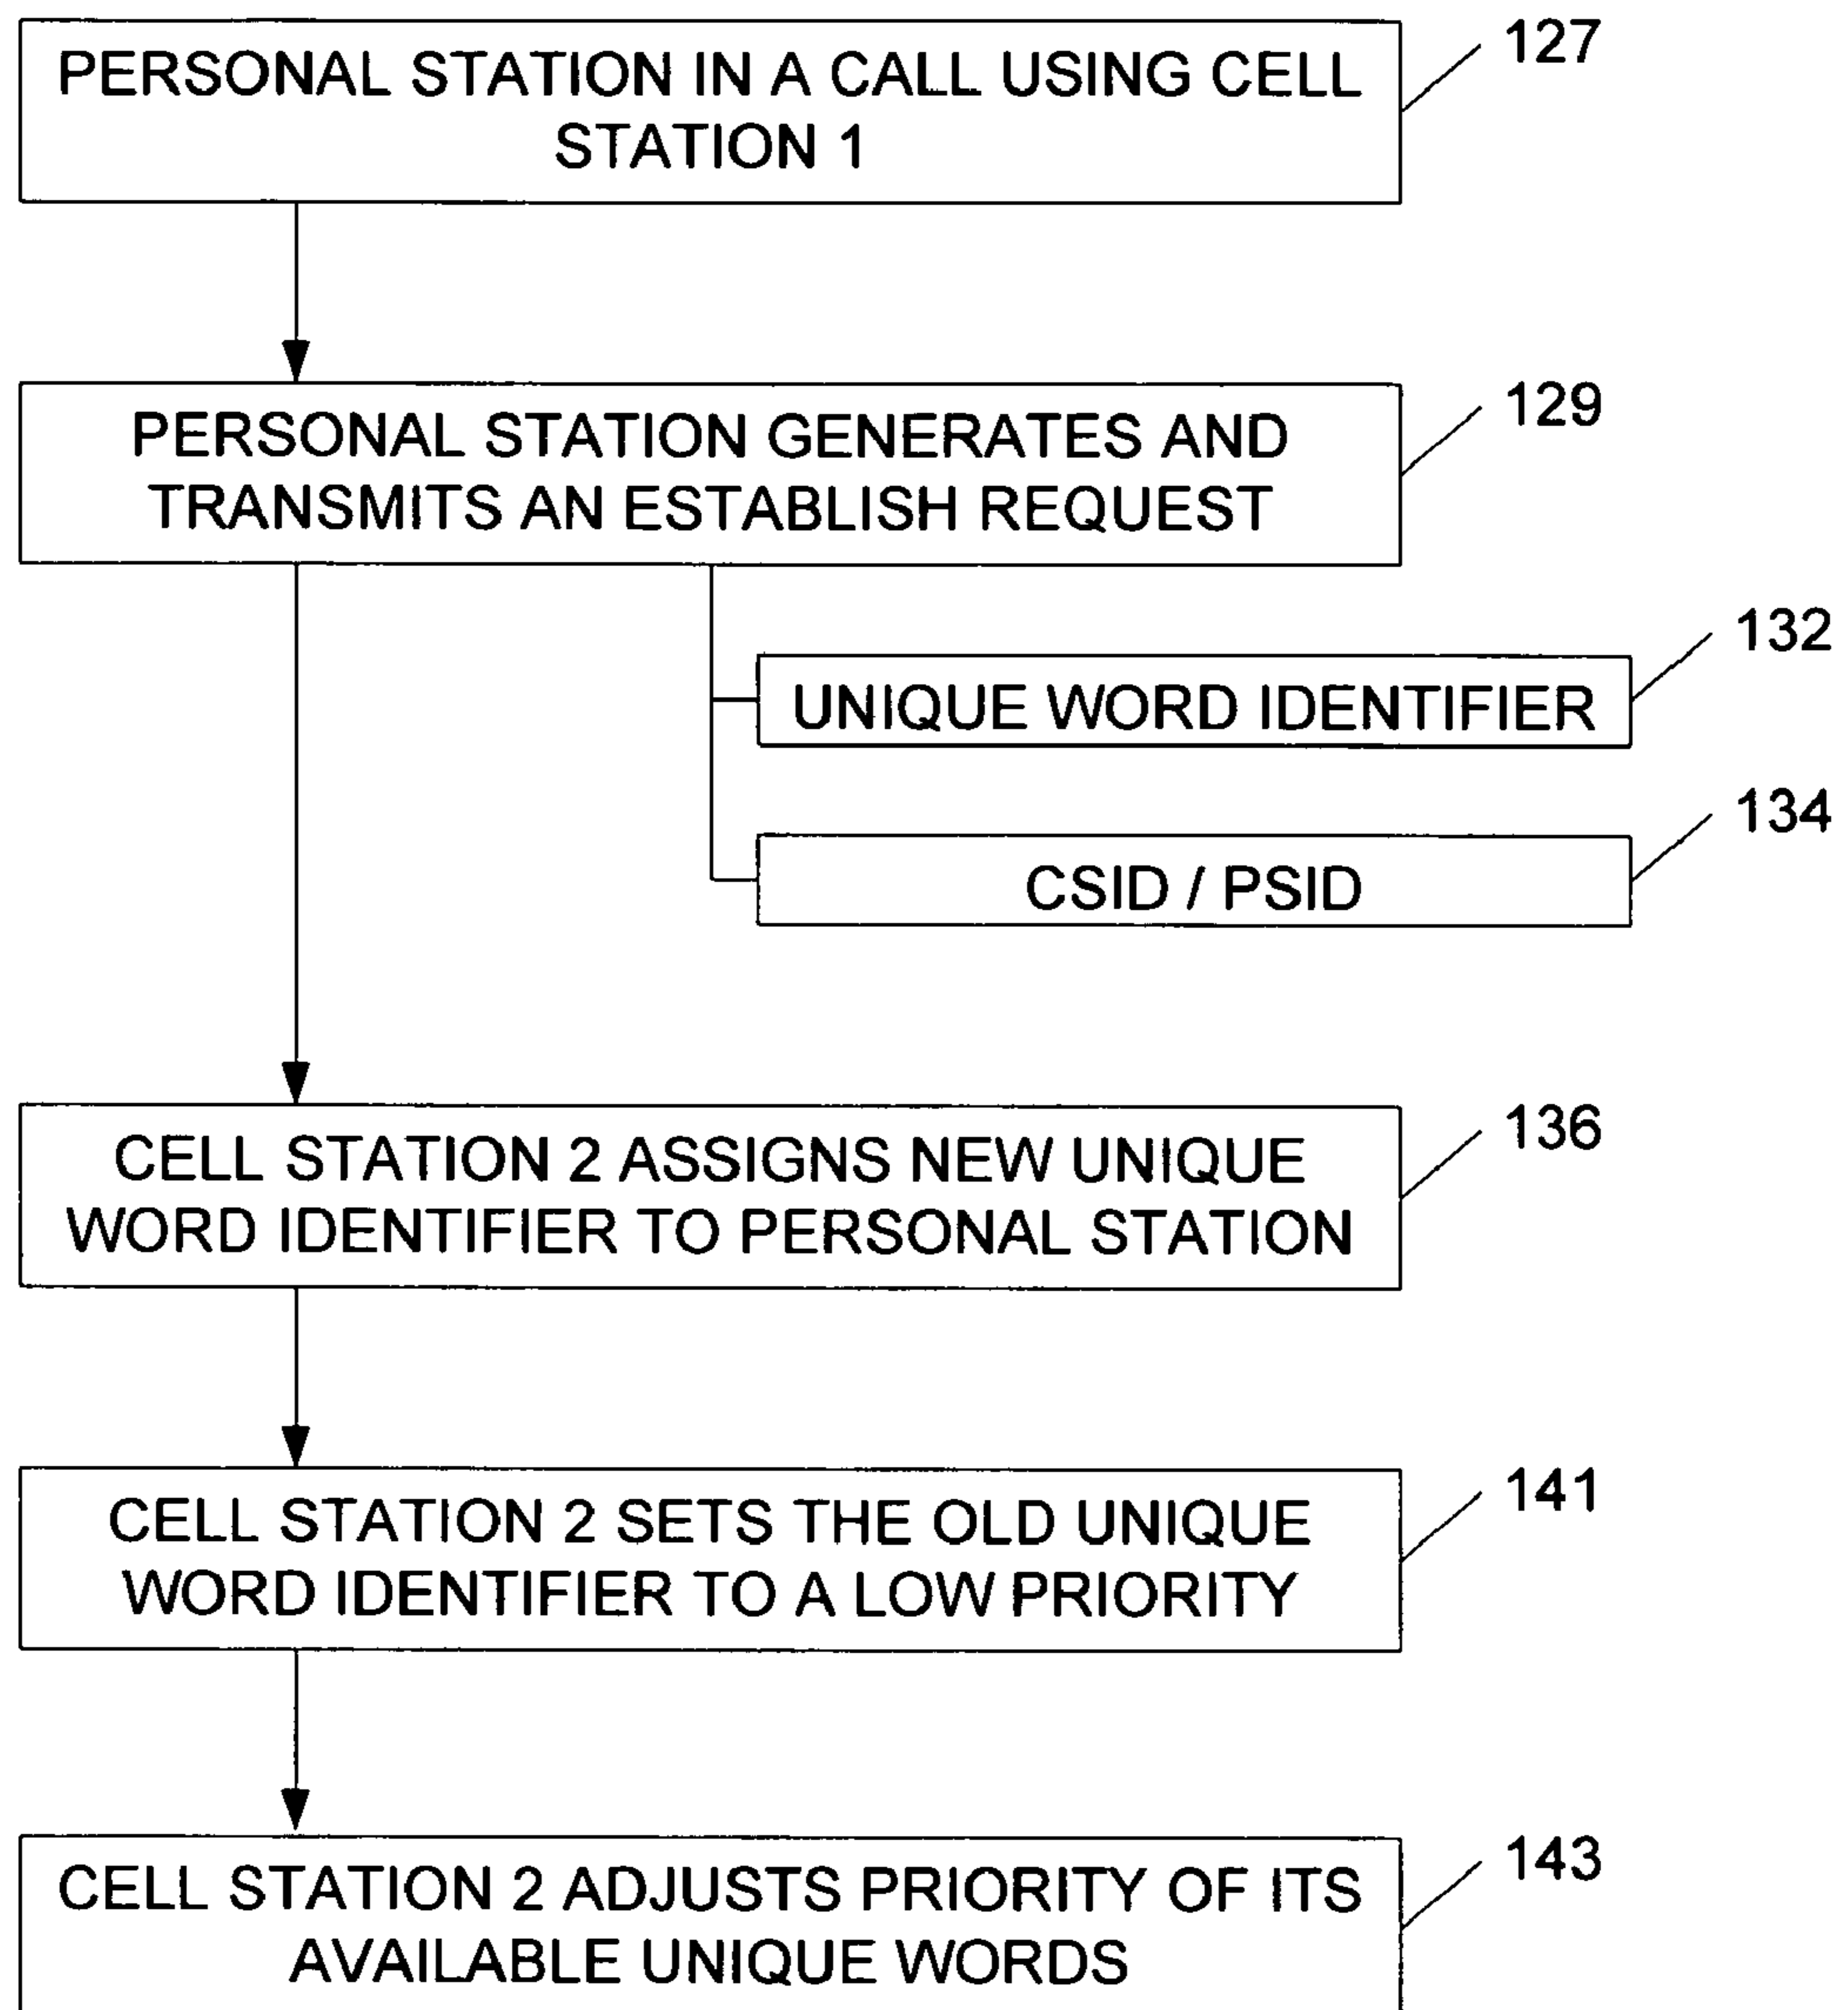 PERSONAL STATION IN A CALL USING CELL
STATION 1
127
PERSONAL STATION GENERATES AND
TRANSMITS AN ESTABLISH REQUEST
129
UNIQUE WORD IDENTIFIER
132
CSID / PSID
134
CELL STATION 2 ASSIGNS NEW UNIQUE
WORD IDENTIFIER TO PERSONAL STATION
136
CELL STATION 2 SETS THE OLD UNIQUE
WORD IDENTIFIER TO A LOW PRIORITY
141
CELL STATION 2 ADJUSTS PRIORITY OF ITS
AVAILABLE UNIQUE WORDS
143